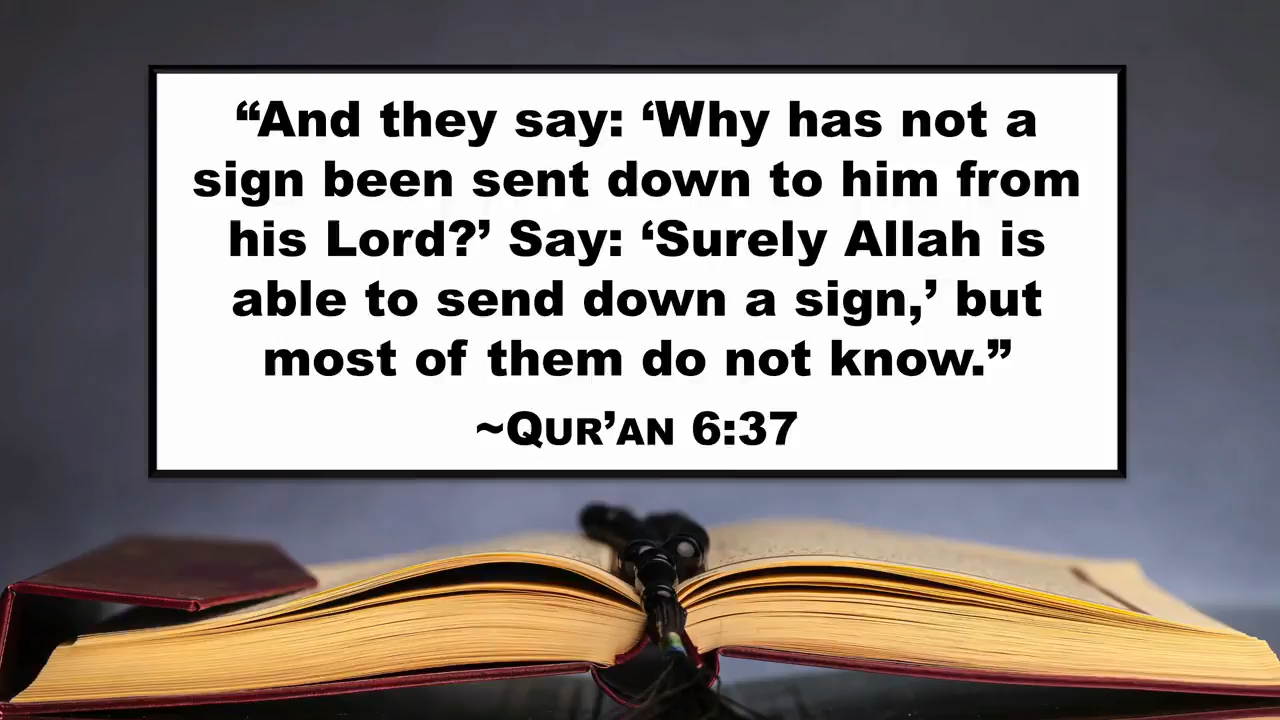 “And they say: ‘Why has not a
sign been sent down to him from
his Lord?’ Say: ‘Surely Allah is
able to send down a sign,’ but
most of them do not know.”
~QUR’AN 6:37